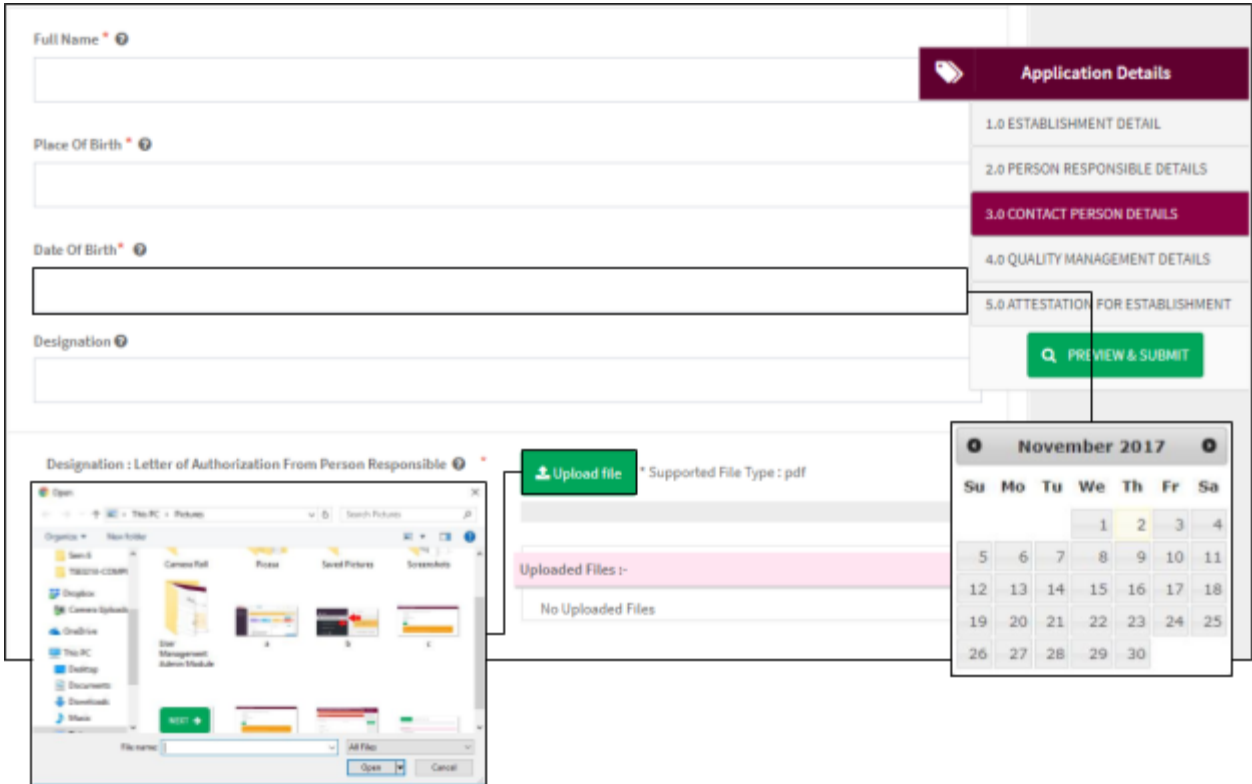 Full Name *
Application Details
1.0 ESTABLISHMENT DETAIL
Place Of Birth *
2.0 PERSON RESPONSIBLE DETAILS
3.0 CONTACT PERSON DETAILS
Date Of Birth*
4.0 QUALITY MANAGEMENT DETAILS
5.0 ATTESTATION FOR ESTABLISHMENT
Designation
PREVIEW & SUBMIT
Designation : Letter of Authorization From Person Responsible *
Upload file * Supported File Type : pdf
Uploaded Files :-
No Uploaded Files
November 2017
Su Mo Tu We Th Fr Sa
1 2 3 4
5 6 7 8 9 10 11
12 13 14 15 16 17 18
19 20 21 22 23 24 25
26 27 28 29 30
Open
This PC Pictures
Search Pictures
Organize
New folder
Camera Roll
Picasa
Saved Pictures
Screenshots
Dropbox
Camera Uploads
OneDrive
This PC
Desktop
Documents
Downloads
Music
User
Management
Admin Module
a
b
c
NEXT
File name:
All Files
Open
Cancel